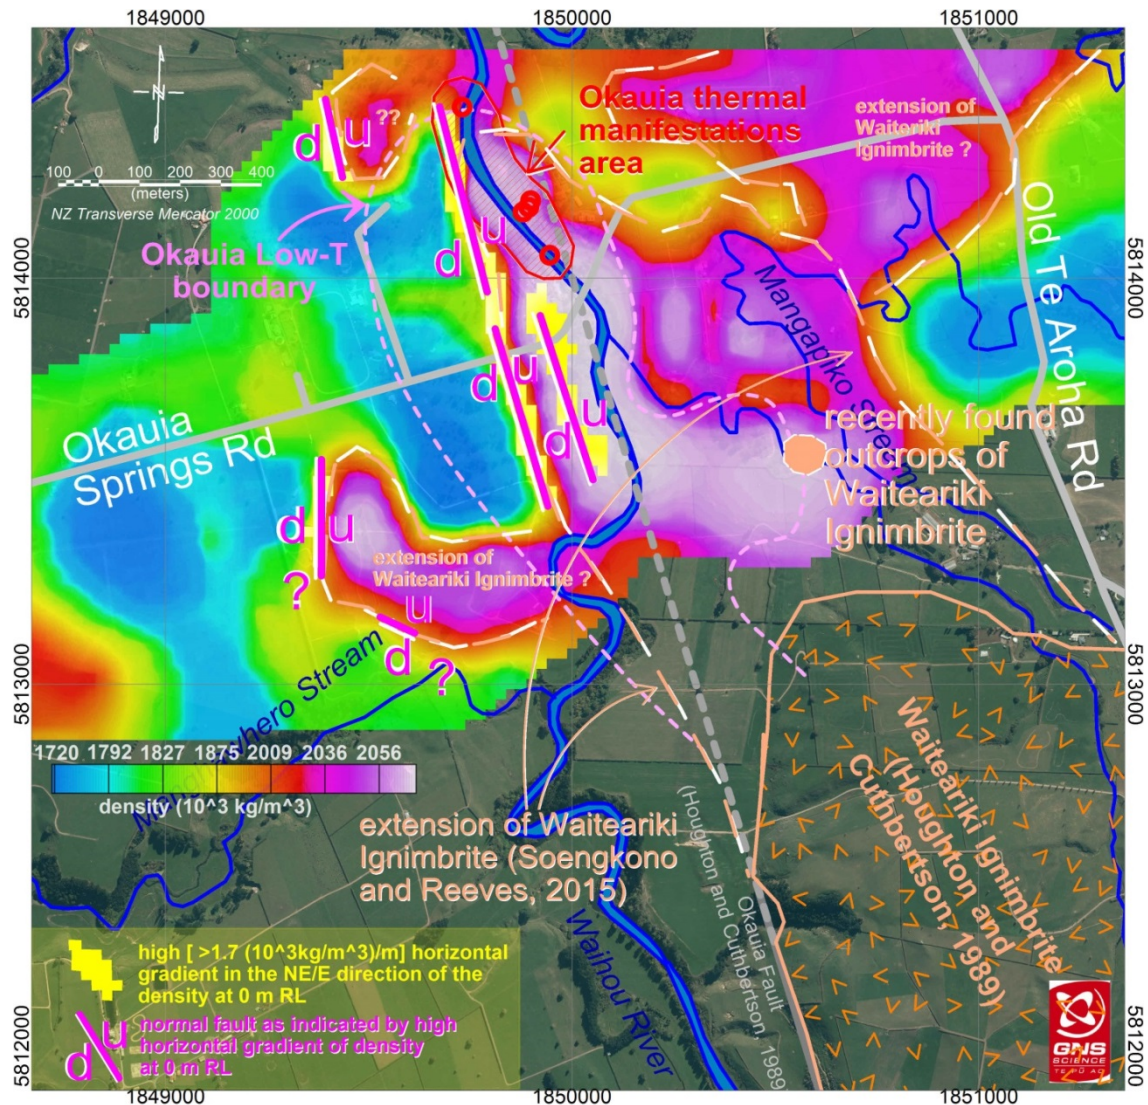 1849000
1850000
1851000
100 0 100 200 300 400
(meters)
NZ Transverse Mercator 2000
Okauia Low-T
boundary
d
u
??
Okauia thermal
manifestations
area
extension of
Waiteriki
Ignimbrite ?
Old Te Aroha Rd
5814000
5814000
u
d
Mangapiko Stream
d
u
d
u
Okauia
Springs Rd
recently found
outcrops of
Waiteariki
Ignimbrite
d
u
?
extension of
Waiteariki Ignimbrite ?
u
d
?
5813000
5813000
1720 1792 1827 1875 2009 2036 2056
density (10^3 kg/m^3)
extension of Waiteariki
Ignimbrite (Soengkono
and Reeves, 2015)
Okauia Fault
(Houghton and Cuthbertson, 1989)
Waiteariki Ignimbrite
(Houghton and
Cuthbertson, 1989)
Waihou River
high [ >1.7 (10^3kg/m^3)/m] horizontal
gradient in the NE/E direction of the
density at 0 m RL
d
u
normal fault as indicated by high
horizontal gradient of density
at 0 m RL
5812000
5812000
GNS
SCIENCE
TE PŪ AO
1849000
1850000
1851000